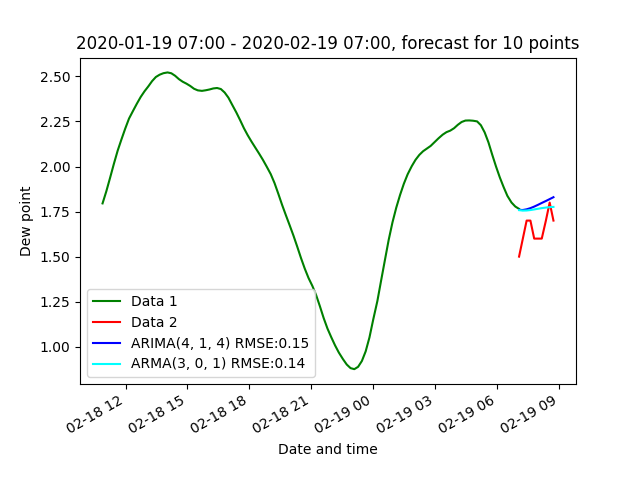 2020-01-19 07:00 - 2020-02-19 07:00, forecast for 10 points
Dew point
2.50
2.25
2.00
1.75
1.50
1.25
1.00
Data 1
Data 2
ARIMA(4, 1, 4) RMSE:0.15
ARMA(3, 0, 1) RMSE:0.14
02-18 12
02-18 15
02-18 18
02-18 21
02-19 00
02-19 03
02-19 06
02-19 09
Date and time